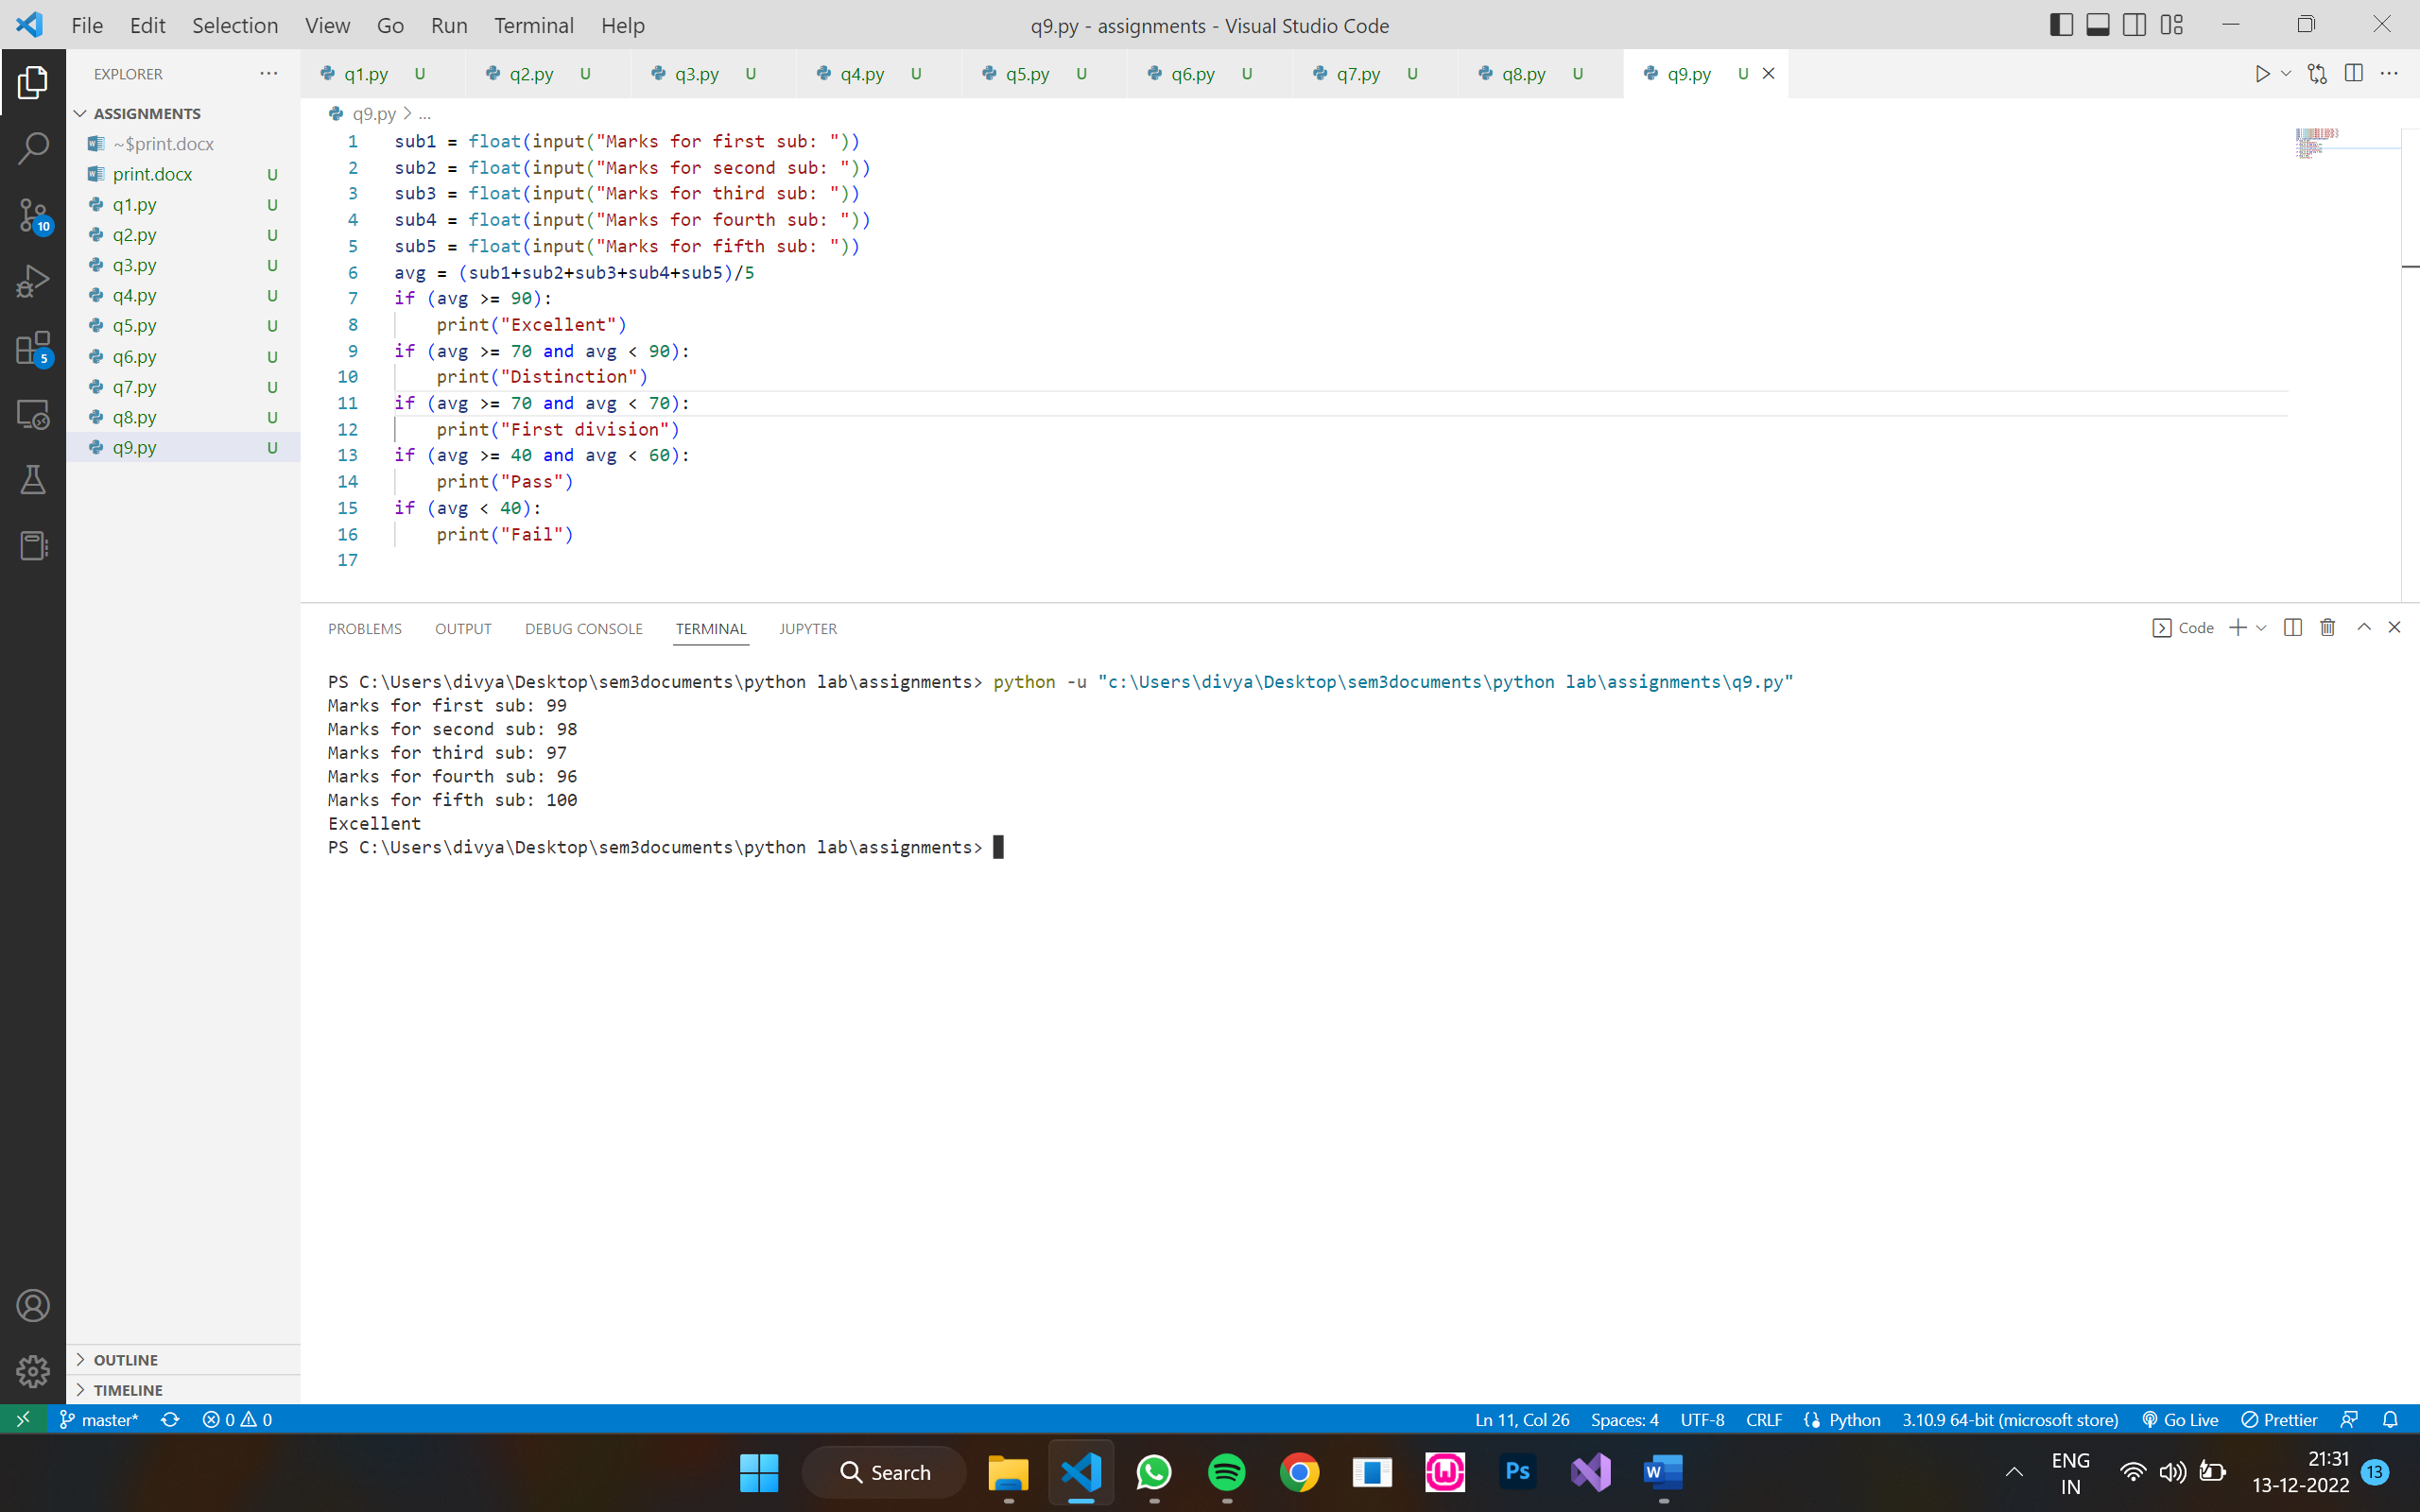 File Edit Selection View Go Run Terminal Help
q9.py - assignments - Visual Studio Code
EXPLORER
ASSIGNMENTS
~$print.docx
print.docx U
q1.py U
q2.py U
q3.py U
q4.py U
q5.py U
q6.py U
q7.py U
q8.py U
q9.py U
OUTLINE
TIMELINE
10
5
q1.py U q2.py U q3.py U q4.py U q5.py U q6.py U q7.py U q8.py U q9.py U
q9.py > ...
1 sub1 = float(input("Marks for first sub: "))
2 sub2 = float(input("Marks for second sub: "))
3 sub3 = float(input("Marks for third sub: "))
4 sub4 = float(input("Marks for fourth sub: "))
5 sub5 = float(input("Marks for fifth sub: "))
6 avg = (sub1+sub2+sub3+sub4+sub5)/5
7 if (avg >= 90):
8 print("Excellent")
9 if (avg >= 70 and avg < 90):
10 print("Distinction")
11 if (avg >= 70 and avg < 70):
12 print("First division")
13 if (avg >= 40 and avg < 60):
14 print("Pass")
15 if (avg < 40):
16 print("Fail")
17
PROBLEMS OUTPUT DEBUG CONSOLE TERMINAL JUPYTER
Code
PS C:\Users\divya\Desktop\sem3documents\python lab\assignments> python -u "c:\Users\divya\Desktop\sem3documents\python lab\assignments\q9.py"
Marks for first sub: 99
Marks for second sub: 98
Marks for third sub: 97
Marks for fourth sub: 96
Marks for fifth sub: 100
Excellent
PS C:\Users\divya\Desktop\sem3documents\python lab\assignments>
master* 0 0 Ln 11, Col 26 Spaces: 4 UTF-8 CRLF Python 3.10.9 64-bit (microsoft store) Go Live Prettier
Search
Ps
W
ENG
IN
21:31
13-12-2022
13